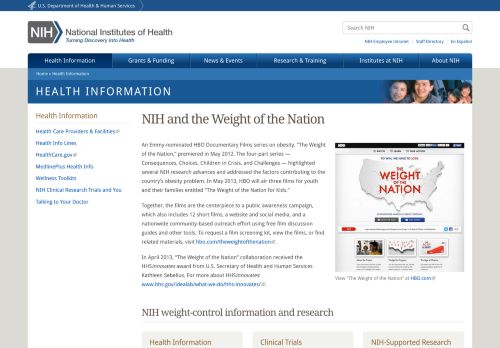 U.S. Department of Health & Human Services
NIH National Institutes of Health
Turning Discovery Into Health
Search NIH
NIH Employee Intranet | Staff Directory | En Español
Health Information Grants & Funding News & Events Research & Training Institutes at NIH About NIH
Home » Health Information
HEALTH INFORMATION
Health Information
Health Care Providers & Facilities
Health Info Lines
HealthCare.gov
MedlinePlus Health Info
Wellness Toolkits
NIH Clinical Research Trials and You
Talking to Your Doctor
NIH and the Weight of the Nation
An Emmy-nominated HBO Documentary Films series on obesity, "The Weight
of the Nation," premiered in May 2012. The four-part series —
Consequences, Choices, Children in Crisis, and Challenges — highlighted
several NIH research advances and addressed the factors contributing to the
country's obesity problem. In May 2013, HBO will air three films for youth
and their families entitled "The Weight of the Nation for Kids."
Together, the films are the centerpiece to a public awareness campaign,
which also includes 12 short films, a website and social media, and a
nationwide community-based outreach effort using free film discussion
guides and other tools. To request a film screening kit, view the films, or find
related materials, visit hbo.com/theweightofthenation.
In April 2013, "The Weight of the Nation" collaboration received the
HHSinnovates award from U.S. Secretary of Health and Human Services
Kathleen Sebelius. For more about HHSinnovates:
www.hhs.gov/idealab/what-we-do/hhs-innovates/.
TO WIN, WE HAVE TO LOSE.
THE
WEIGHT
OF THE
NATION
View "The Weight of the Nation" at HBO.com
NIH weight-control information and research
Health Information
Clinical Trials
NIH-Supported Research